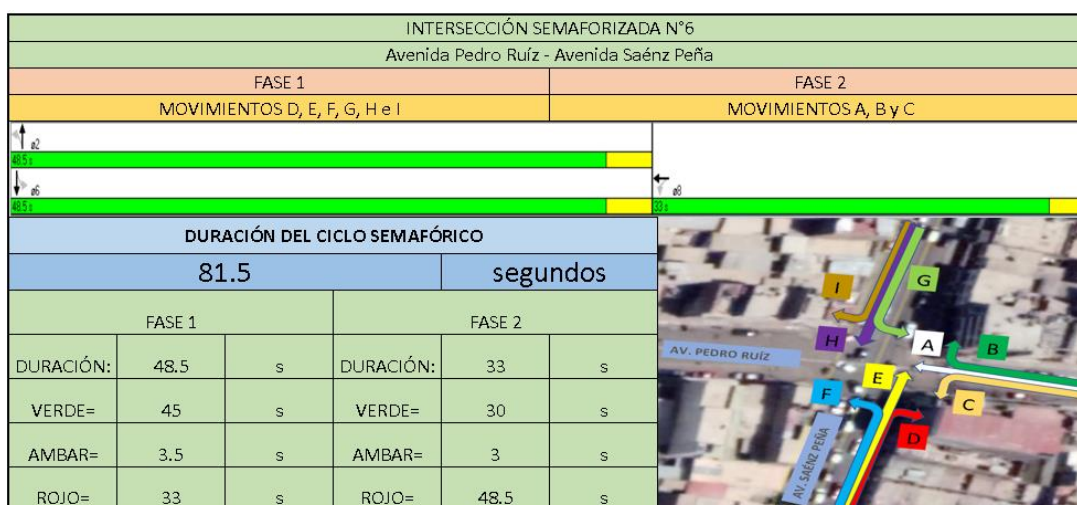 INTERSECCIÓN SEMAFORIZADA N°6
Avenida Pedro Ruíz - Avenida Saénz Peña
FASE 1 FASE 2
MOVIMIENTOS D, E, F, G, H e I MOVIMIENTOS A, B y C
ø2
48.5 s
ø6 ø8
48.5 s 33 s
DURACIÓN DEL CICLO SEMAFÓRICO
81.5 segundos
FASE 1 FASE 2
DURACIÓN: 48.5 s DURACIÓN: 33 s
VERDE= 45 s VERDE= 30 s
AMBAR= 3.5 s AMBAR= 3 s
ROJO= 33 s ROJO= 48.5 s
I G
H A B
AV. PEDRO RUÍZ
E
F C
D
AV. SAÉNZ PEÑA